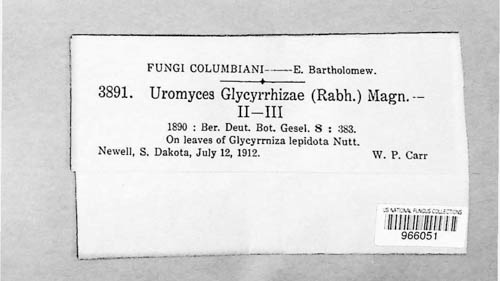 FUNGI COLUMBIANI——E. Bartholomew.
3891. Uromyces Glycyrrhizae (Rabh.) Magn. —
II—III
1890 : Ber. Deut. Bot. Gesel. 8 : 383.
On leaves of Glycyrrniza lepidota Nutt.
Newell, S. Dakota, July 12, 1912. W. P. Carr
US NATIONAL FUNGUS COLLECTIONS
966051